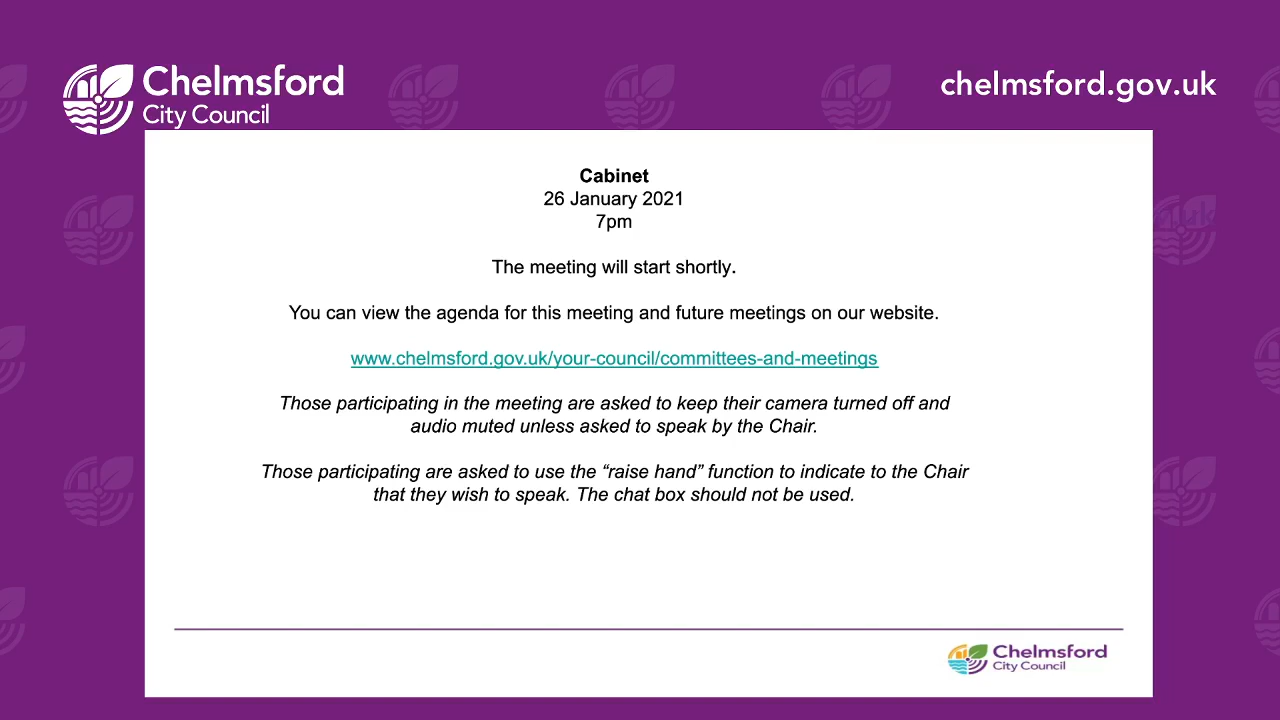 Chelmsford
City Council
chelmsford.gov.uk
Cabinet
26 January 2021
7pm
The meeting will start shortly.
You can view the agenda for this meeting and future meetings on our website.
www.chelmsford.gov.uk/your-council/committees-and-meetings
Those participating in the meeting are asked to keep their camera turned off and
audio muted unless asked to speak by the Chair.
Those participating are asked to use the “raise hand” function to indicate to the Chair
that they wish to speak. The chat box should not be used.
Chelmsford
City Council